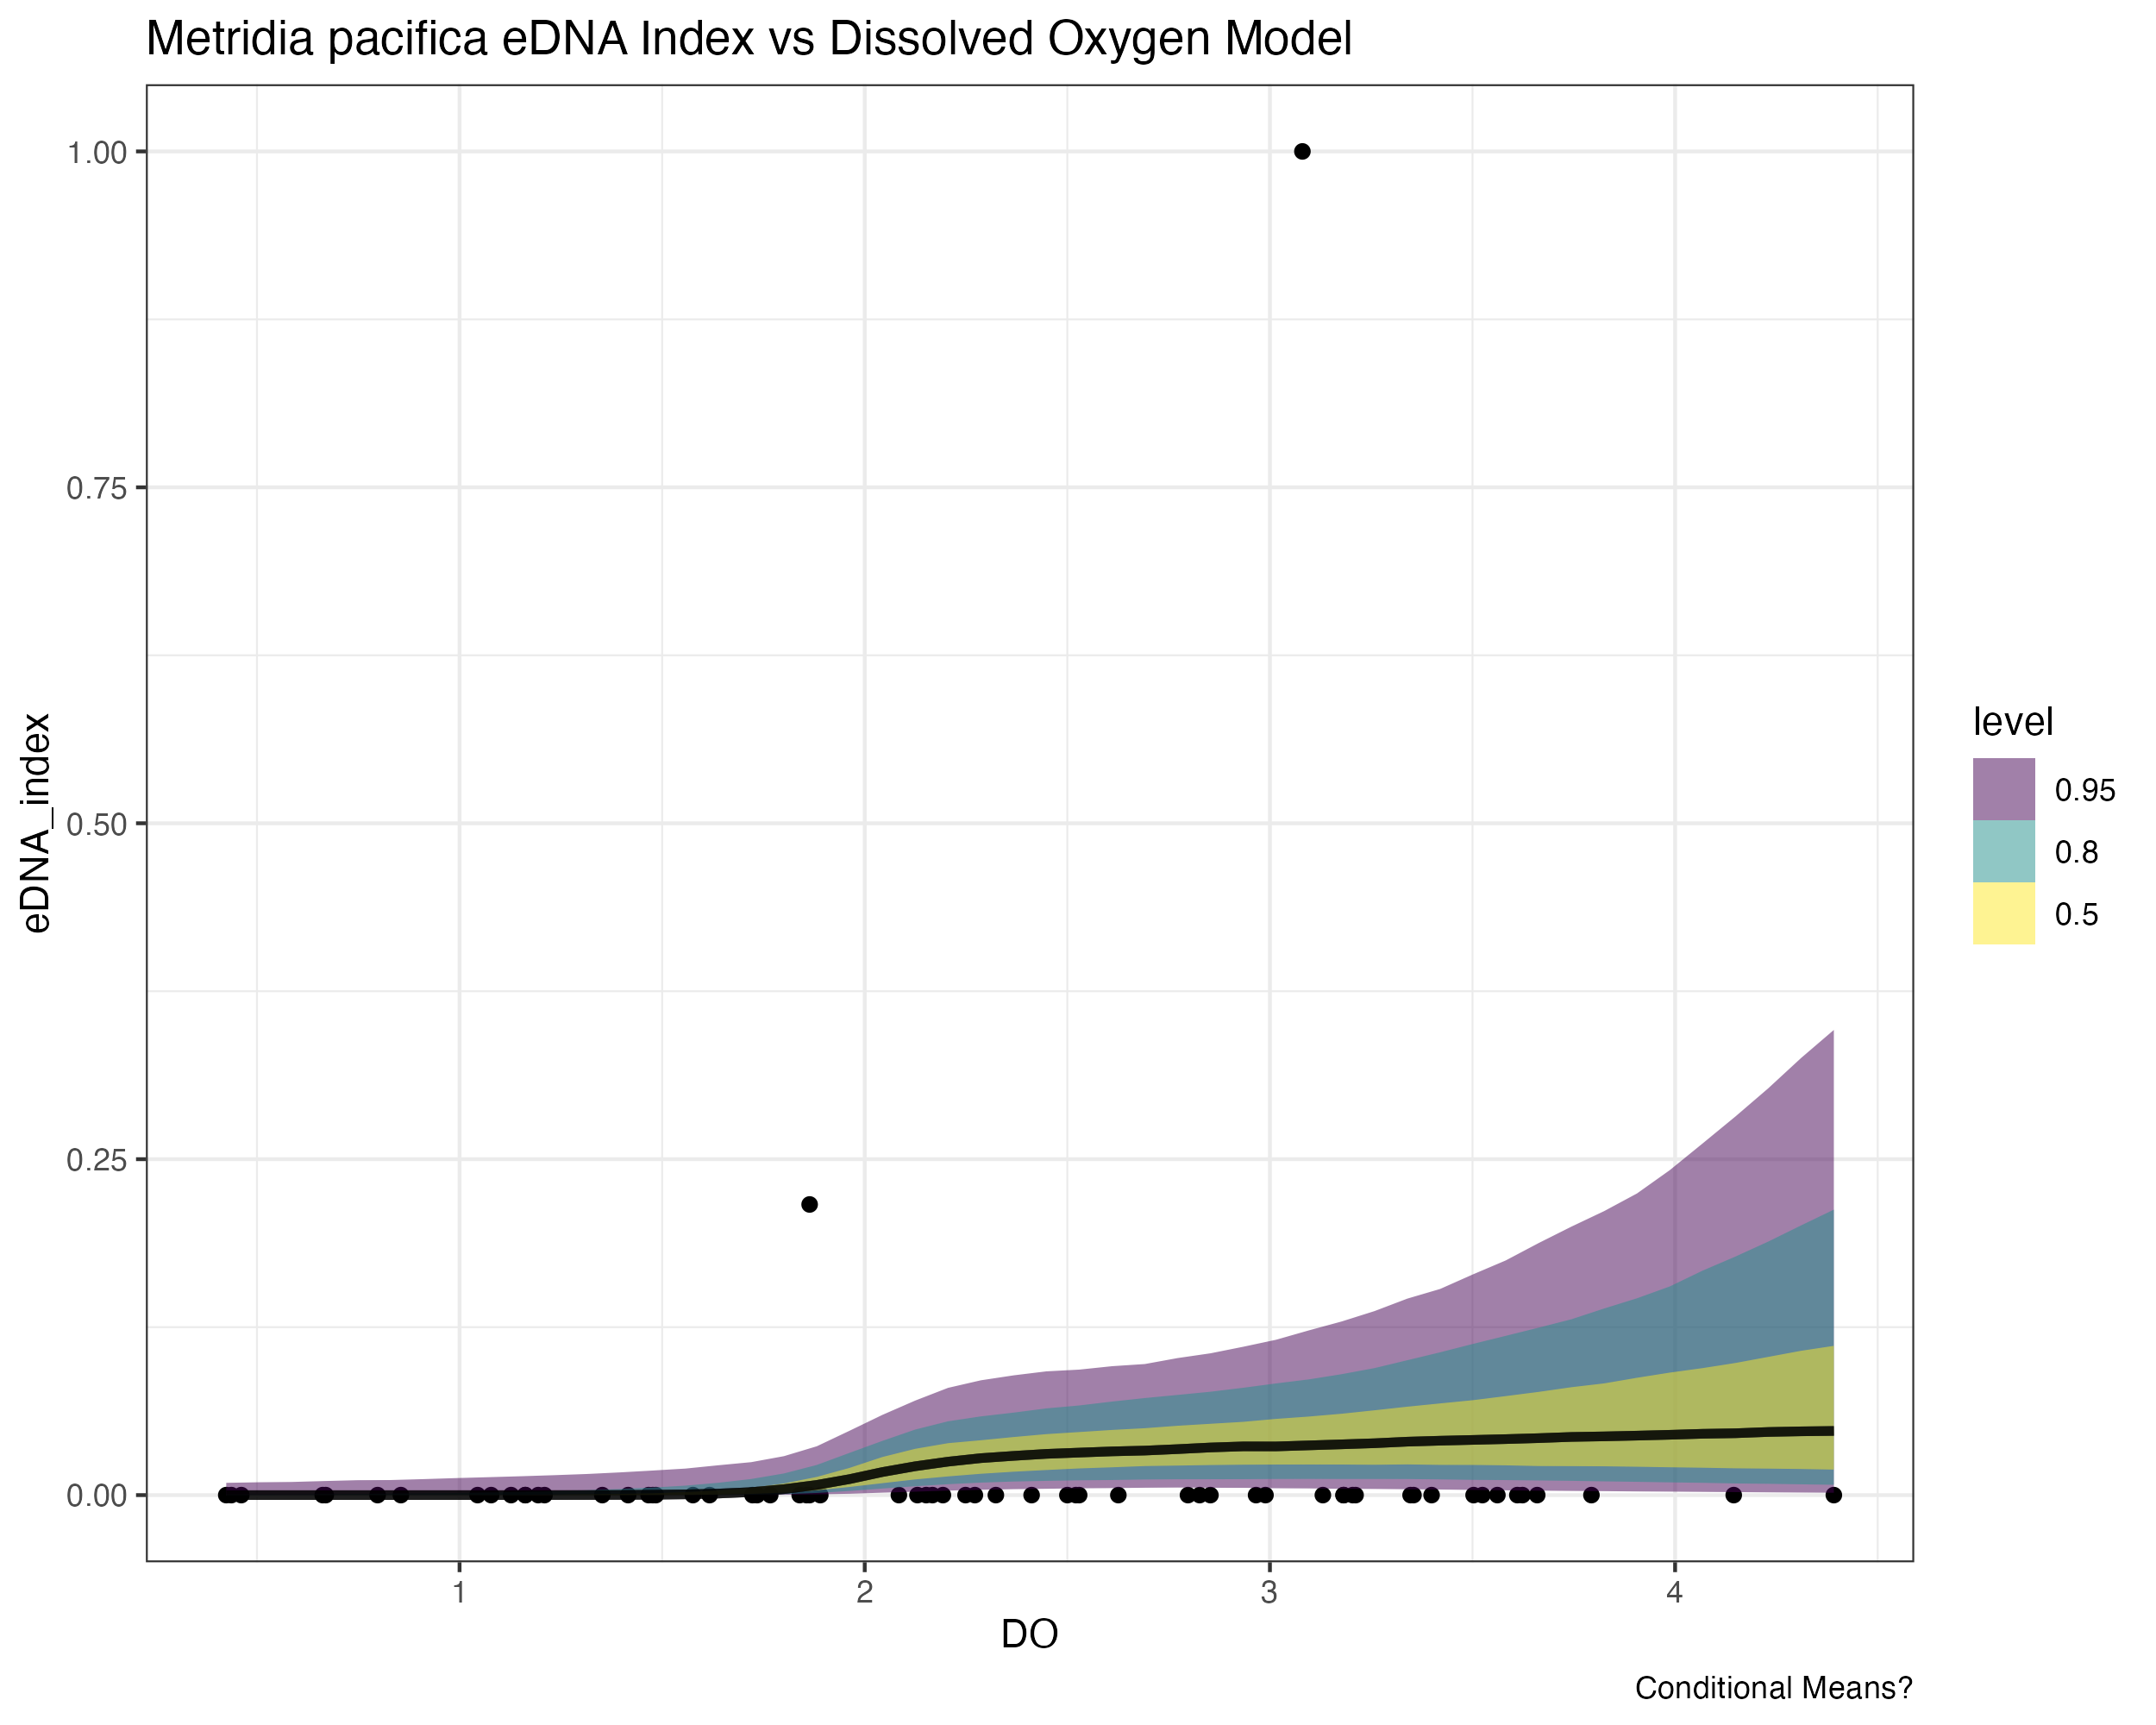 Metridia pacifica eDNA Index vs Dissolved Oxygen Model
1.00
0.75
0.50
0.25
0.00
eDNA_index
1
2
3
4
DO
level
0.95
0.8
0.5
Conditional Means?